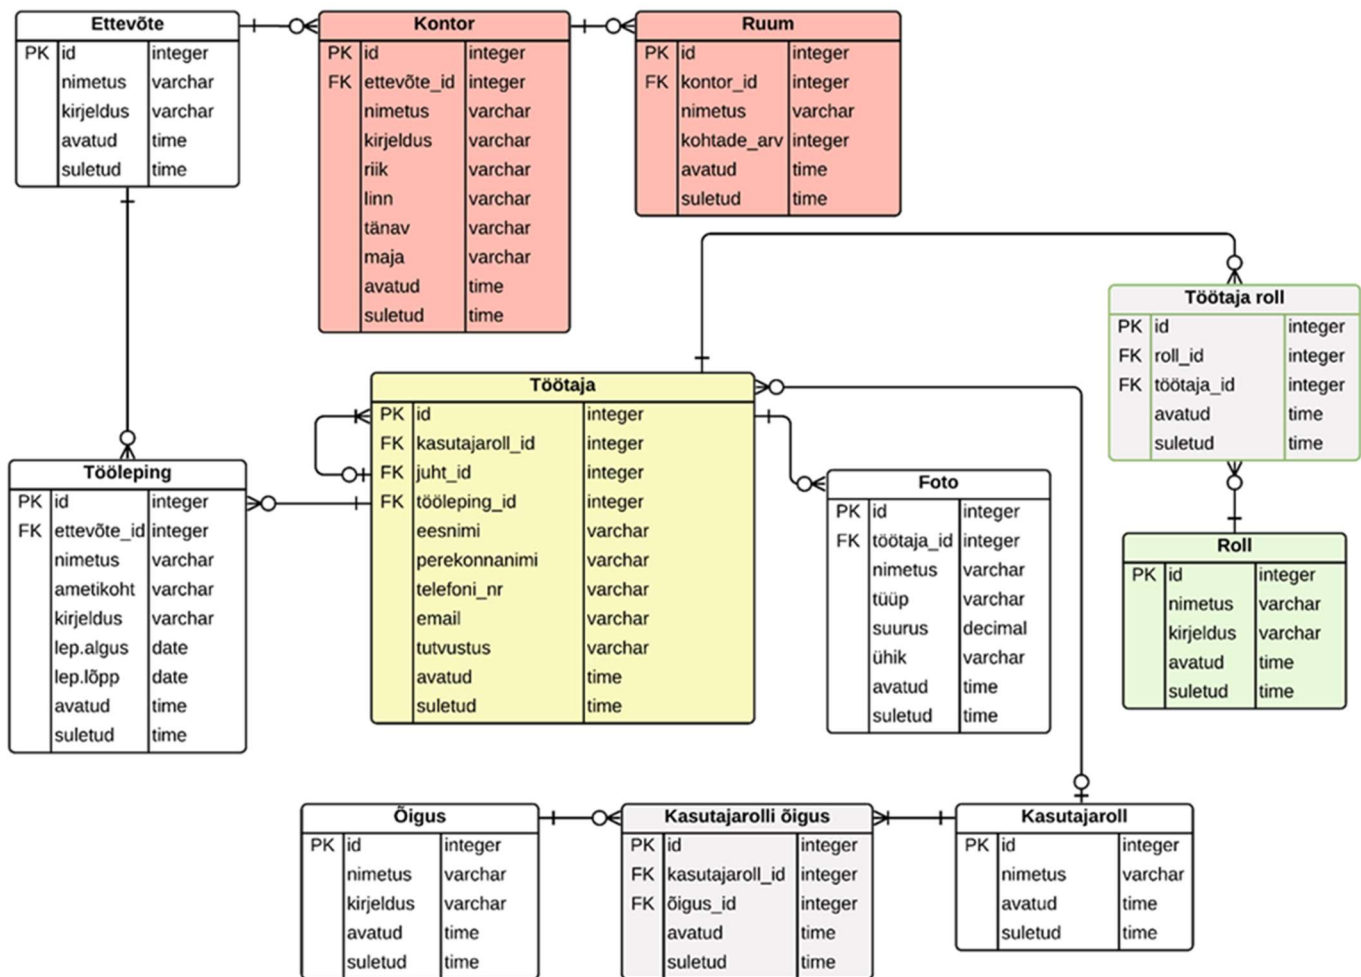 Ettevõte
PK id integer
nimetus varchar
kirjeldus varchar
avatud time
suletud time
Kontor
PK id integer
FK ettevõte_id integer
nimetus varchar
kirjeldus varchar
riik varchar
linn varchar
tänav varchar
maja varchar
avatud time
suletud time
Ruum
PK id integer
FK kontor_id integer
nimetus varchar
kohtade_arv integer
avatud time
suletud time
Töötaja roll
PK id integer
FK roll_id integer
FK töötaja_id integer
avatud time
suletud time
Töötaja
PK id integer
FK kasutajaroll_id integer
FK juht_id integer
FK tööleping_id integer
eesnimi varchar
perekonnanimi varchar
telefoni_nr varchar
email varchar
tutvustus varchar
avatud time
suletud time
Tööleping
PK id integer
FK ettevõte_id integer
nimetus varchar
ametikoht varchar
kirjeldus varchar
lep.algus date
lep.lõpp date
avatud time
suletud time
Foto
PK id integer
FK töötaja_id integer
nimetus varchar
tüüp varchar
suurus decimal
ühik varchar
avatud time
suletud time
Roll
PK id integer
nimetus varchar
kirjeldus varchar
avatud time
suletud time
Õigus
PK id integer
nimetus varchar
kirjeldus varchar
avatud time
suletud time
Kasutajarolli õigus
PK id integer
FK kasutajaroll_id integer
FK õigus_id integer
avatud time
suletud time
Kasutajaroll
PK id integer
nimetus varchar
avatud time
suletud time